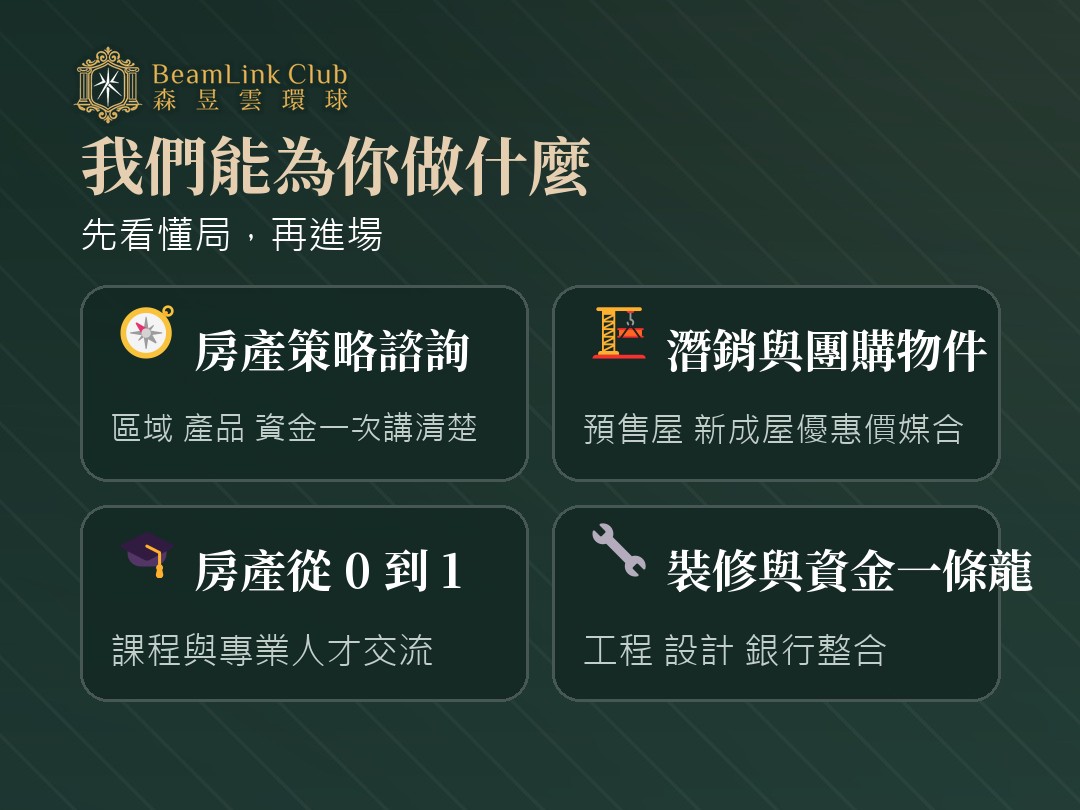 BeamLink Club
森昱雲環球
我們能為你做什麼
先看懂局，再進場
房產策略諮詢
區域 產品 資金一次講清楚
潛銷與團購物件
預售屋 新成屋優惠價媒合
房產從 0 到 1
課程與專業人才交流
裝修與資金一條龍
工程 設計 銀行整合